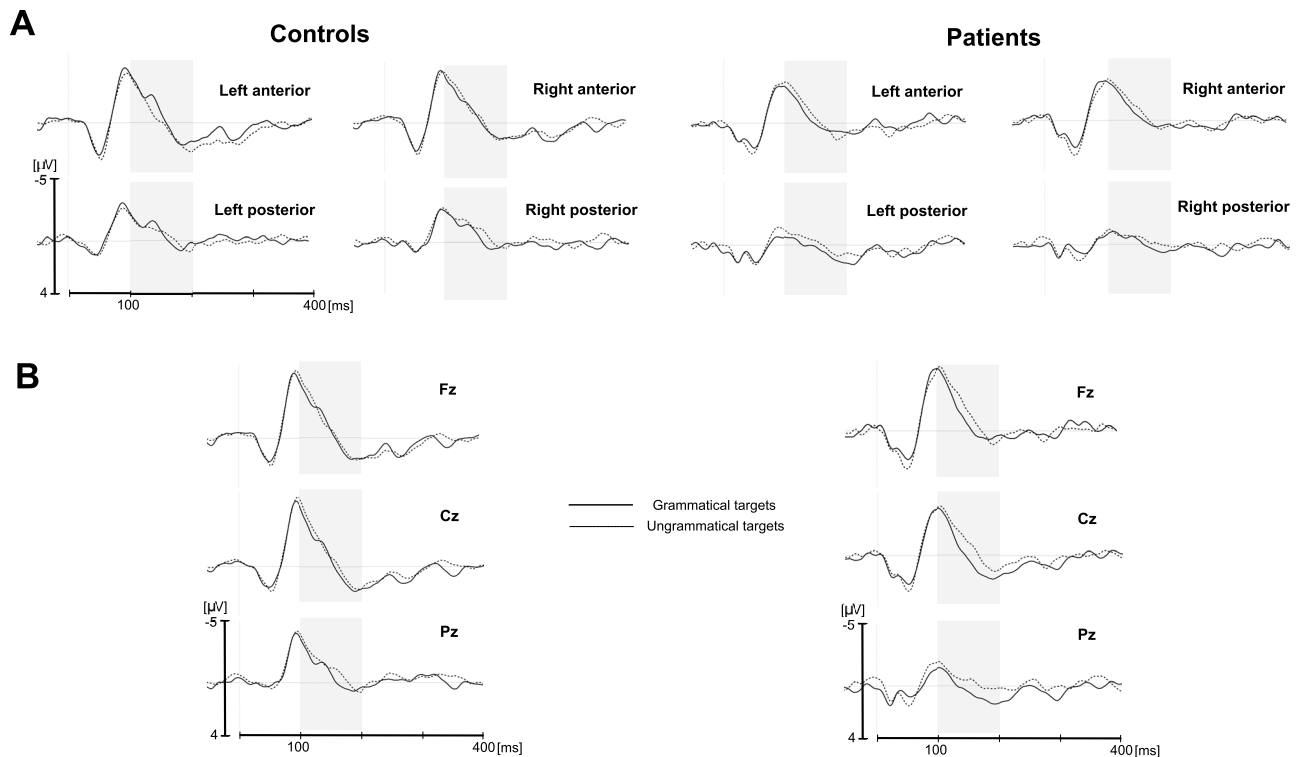 A
Controls
Patients
Left anterior
Right anterior
Left anterior
Right anterior
[µV]
-5
Left posterior
Right posterior
Left posterior
Right posterior
4
100
400 [ms]
B
Fz
Fz
Grammatical targets
Cz
Cz
Ungrammatical targets
[µV]
[µV]
-5
-5
Pz
Pz
4
4
100
400 [ms]
100
400 [ms]